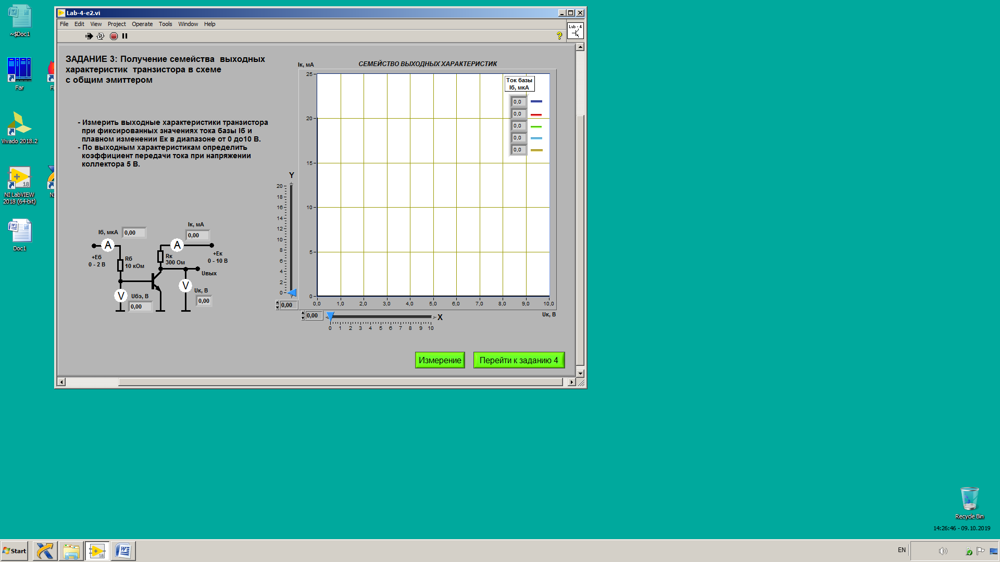 ~$Doc1
Far
Fi
Vivado 2018.2
NI LabVIEW
2018 (64-bit)
NI
Doc1
Lab-4-e2.vi
File Edit View Project Operate Tools Window Help
Lab - 4
ЗАДАНИЕ 3: Получение семейства выходных
характеристик транзистора в схеме
с общим эмиттером
- Измерить выходные характеристики транзистора
при фиксированных значениях тока базы Iб и
плавном изменении Ек в диапазоне от 0 до10 В.
- По выходным характеристикам определить
коэффициент передачи тока при напряжении
коллектора 5 В.
Iк, мА
СЕМЕЙСТВО ВЫХОДНЫХ ХАРАКТЕРИСТИК
25
20
15
10
5
0
0,0 1,0 2,0 3,0 4,0 5,0 6,0 7,0 8,0 9,0 10,0
Uк, В
Ток базы
Iб, мкА
0,0
0,0
0,0
0,0
0,0
Y
20
18
16
14
12
10
8
6
4
2
0
0,00
0,00
X
0 1 2 3 4 5 6 7 8 9 10
Iб, мкА 0,00
Iк, мА
0,00
A
A
+Еб
0 - 2 В
Rб
10 кОм
Rк
300 Ом
+Ек
0 - 10 В
Uвых
V
V
Uбэ, В
0,00
Uк, В
0,00
Измерение
Перейти к заданию 4
Recycle Bin
14:26:46 - 09.10.2019
Start
18
18
EN